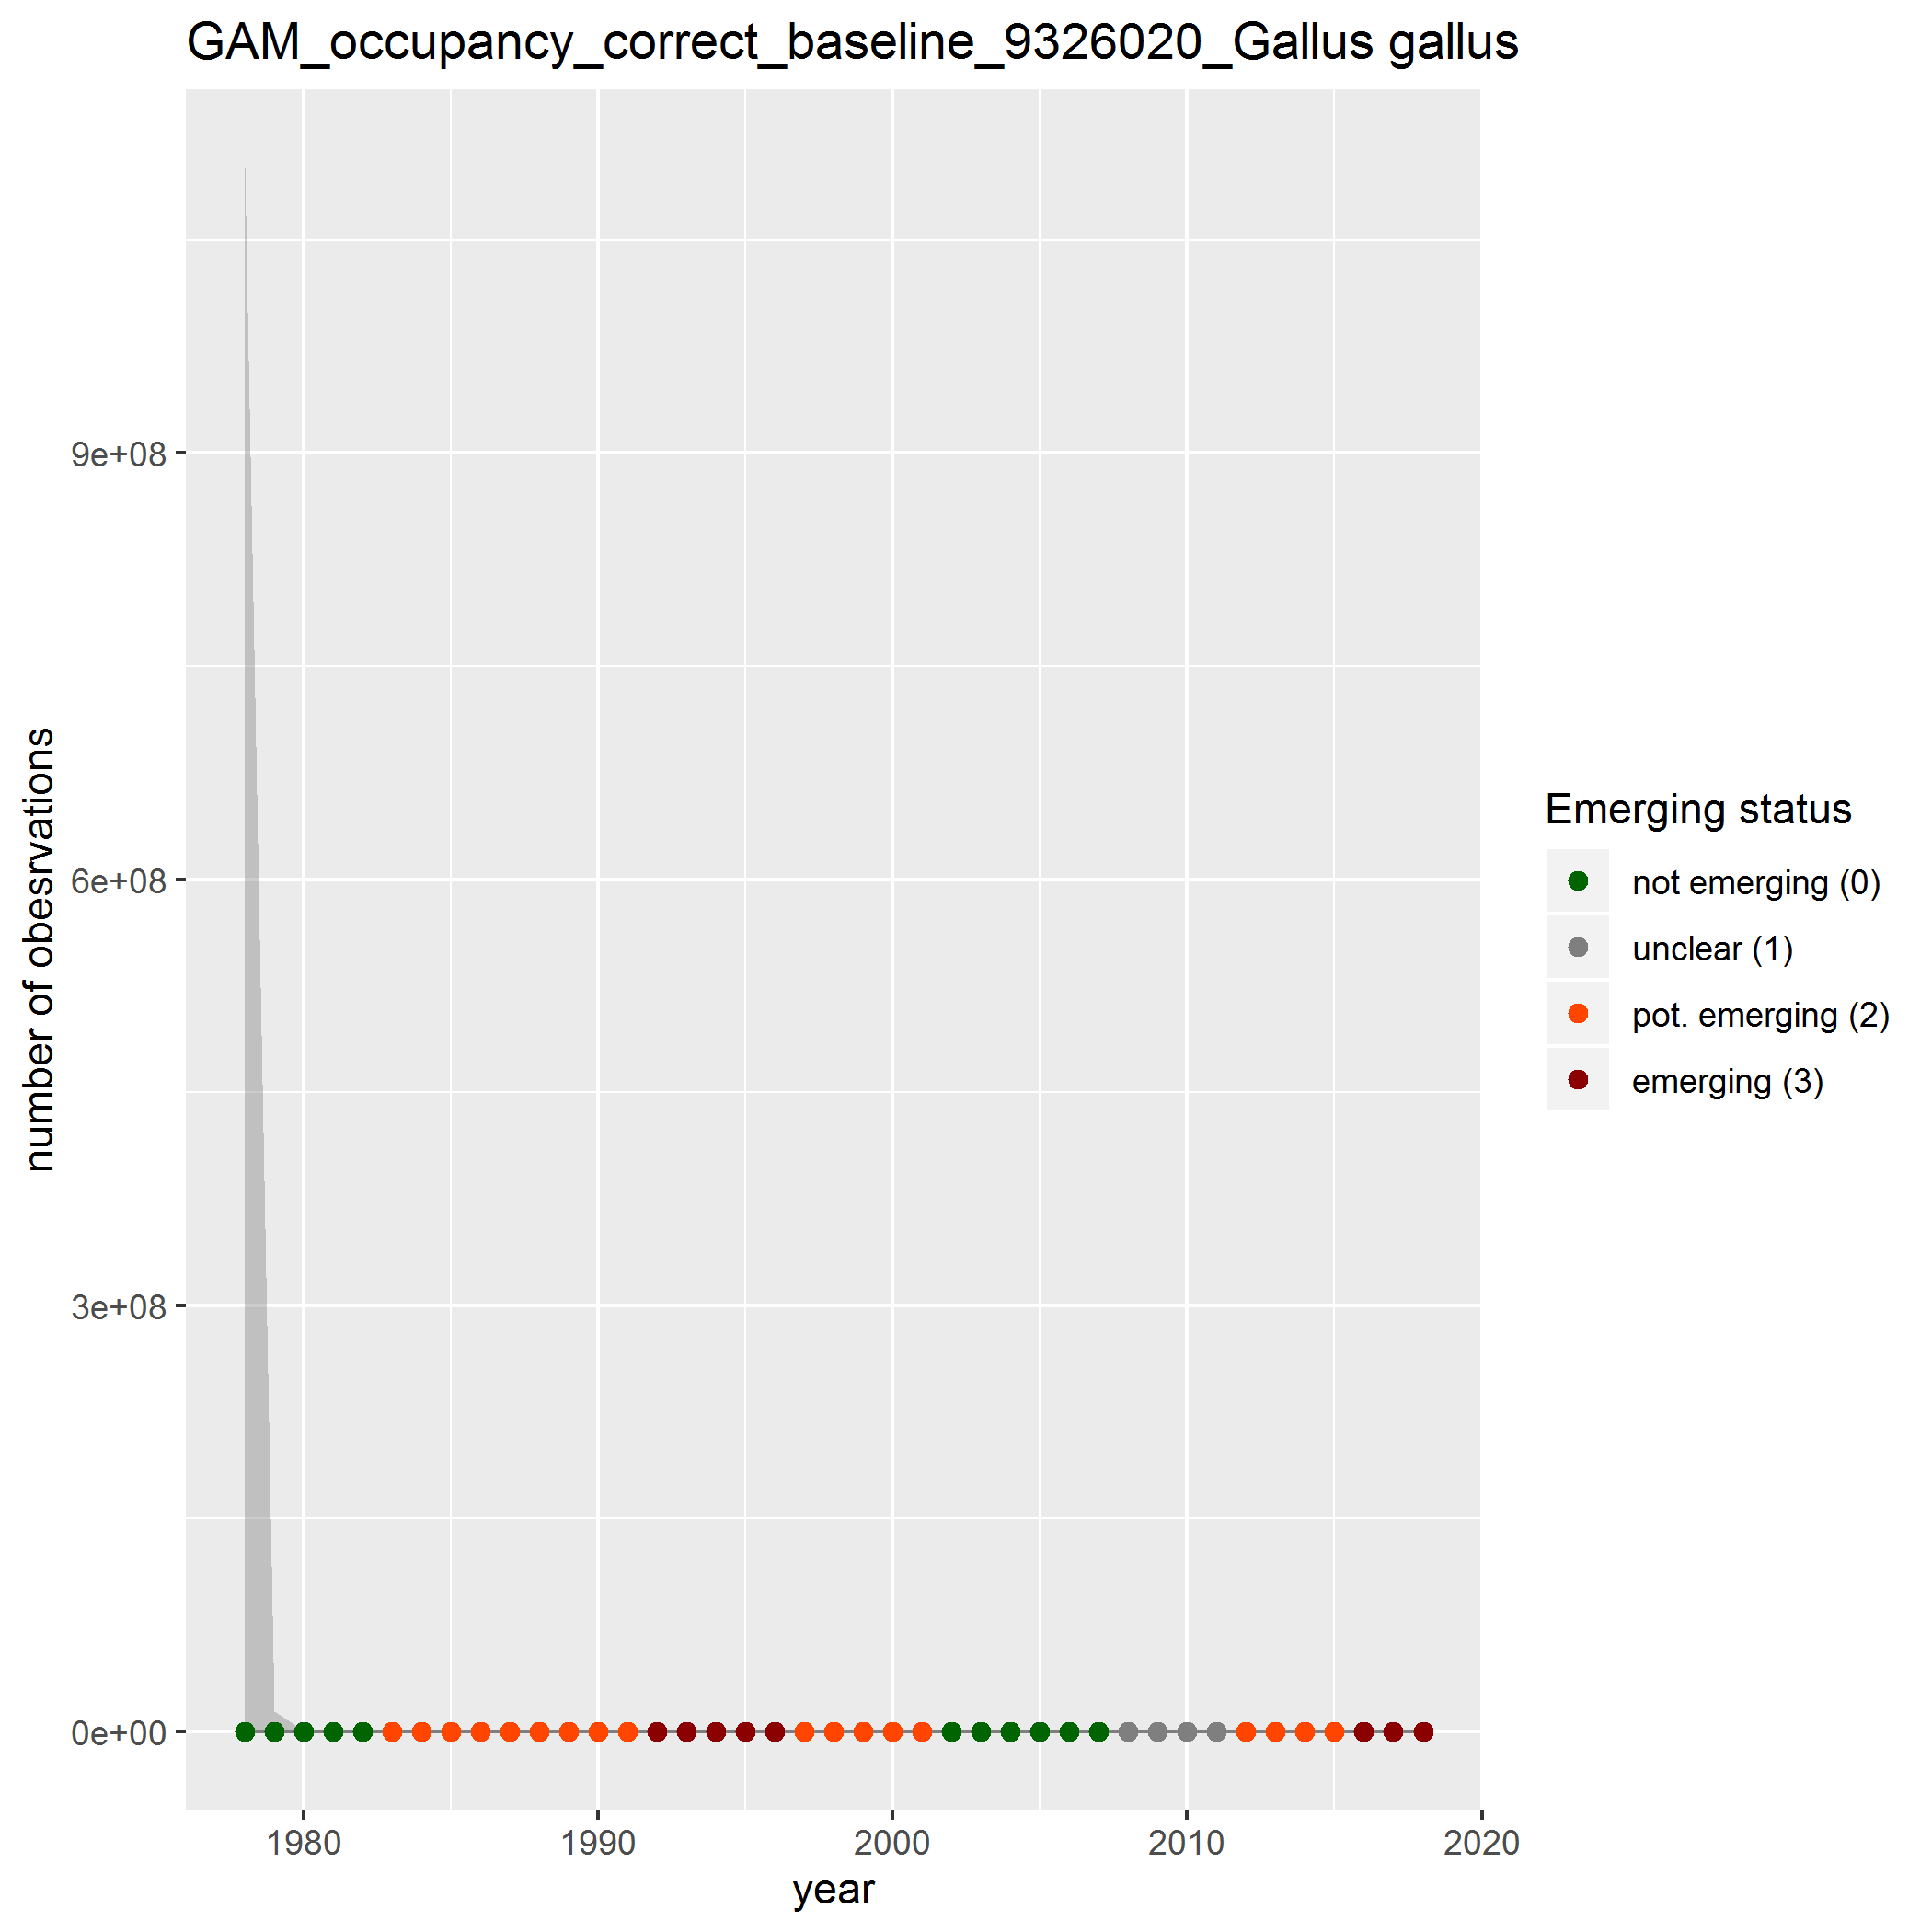 GAM_occupancy_correct_baseline_9326020_Gallus gallus
number of obesrvations
9e+08
6e+08
3e+08
0e+00
1980
1990
2000
2010
2020
year
Emerging status
not emerging (0)
unclear (1)
pot. emerging (2)
emerging (3)